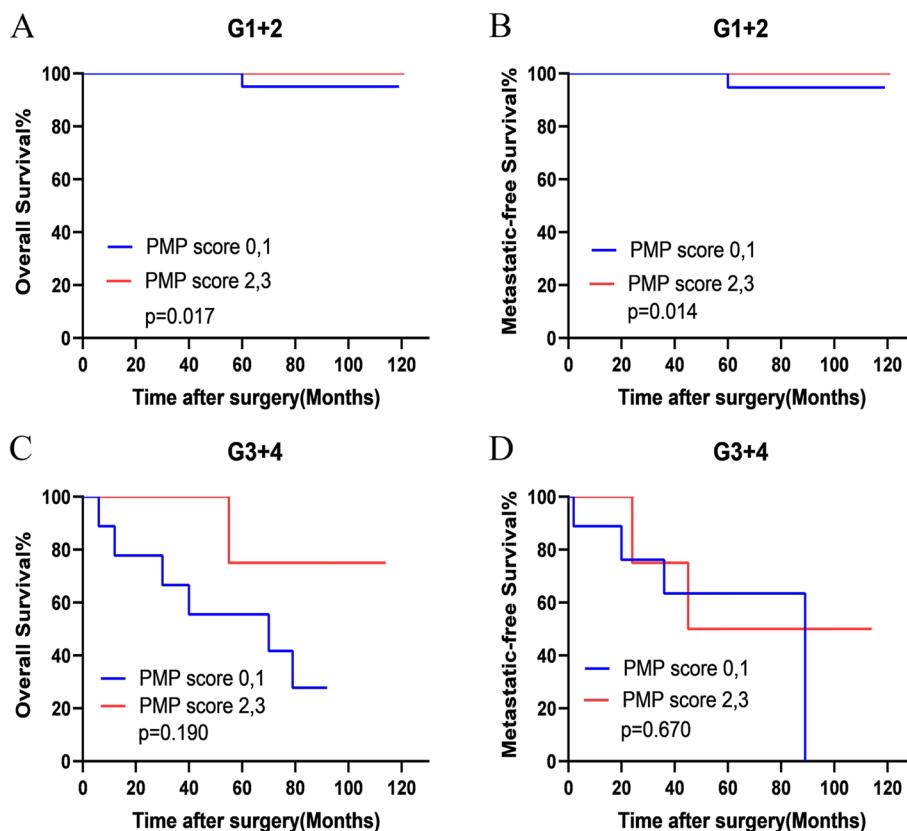 A
G1+2
Overall Survival%
100
80
60
40
20
0
PMP score 0,1
PMP score 2,3
p=0.017
0 20 40 60 80 100 120
Time after surgery(Months)
B
G1+2
Metastatic-free Survival%
100
80
60
40
20
0
PMP score 0,1
PMP score 2,3
p=0.014
0 20 40 60 80 100 120
Time after surgery(Months)
C
G3+4
Overall Survival%
100
80
60
40
20
0
PMP score 0,1
PMP score 2,3
p=0.190
0 20 40 60 80 100 120
Time after surgery(Months)
D
G3+4
Metastatic-free Survival%
100
80
60
40
20
0
PMP score 0,1
PMP score 2,3
p=0.670
0 20 40 60 80 100 120
Time after surgery(Months)